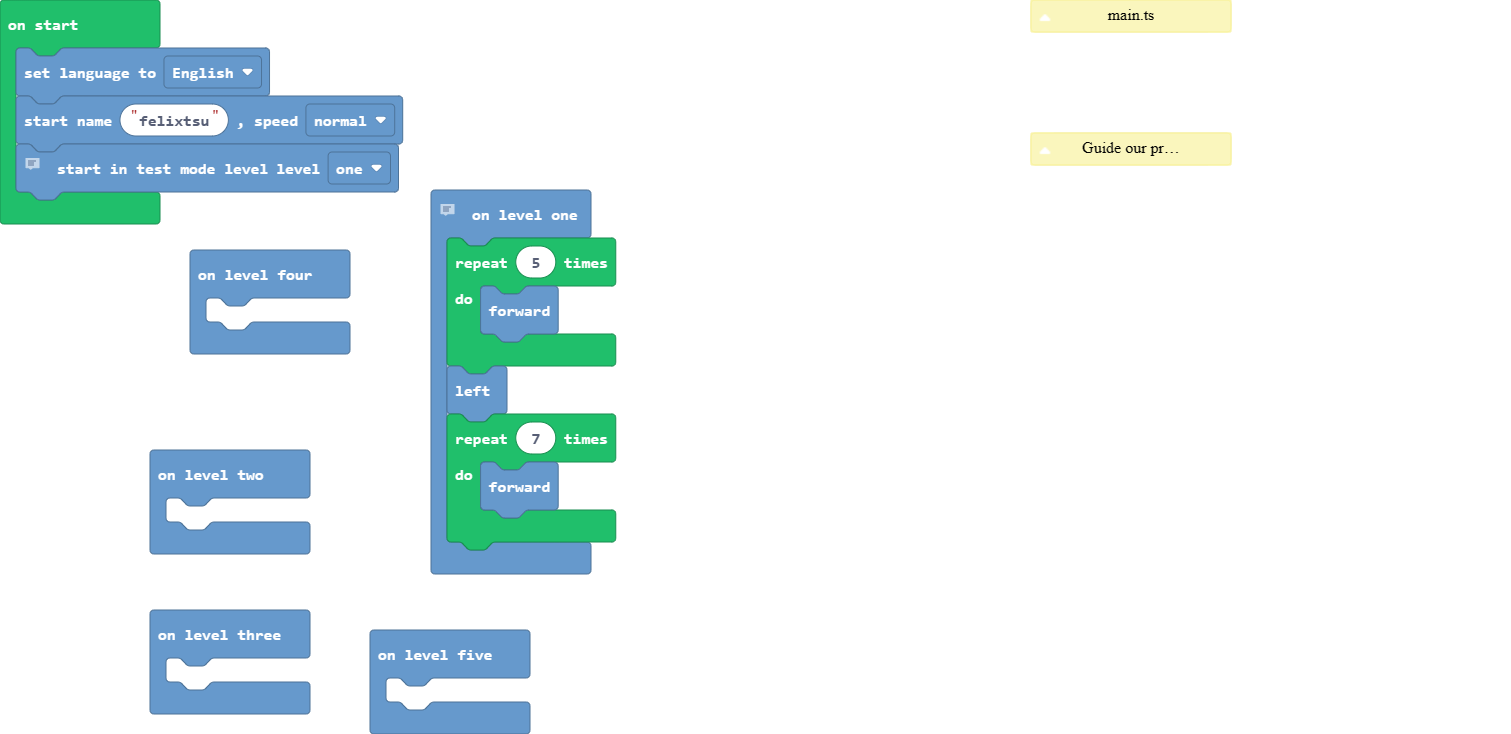 on start
set language to English
start name "felixtsu" , speed normal
start in test mode level level one
on level four
on level two
on level three
on level one
repeat 5 times
do forward
left
repeat 7 times
do forward
on level five
main.ts
Guide our pr…